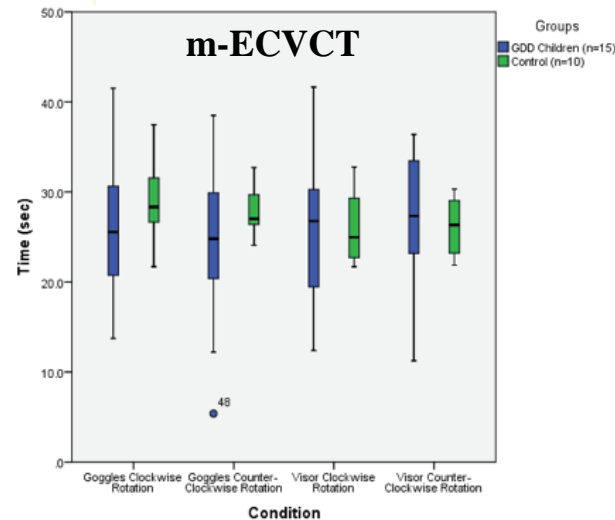 m-ECVCT
Groups
GDD Children (n=15)
Control (n=10)
50.0
40.0
30.0
20.0
10.0
.0
Time (sec)
48
Goggles Clockwise
Rotation
Goggles Counter-
Clockwise Rotation
Visor Clockwise
Rotation
Visor Counter-
Clockwise Rotation
Condition